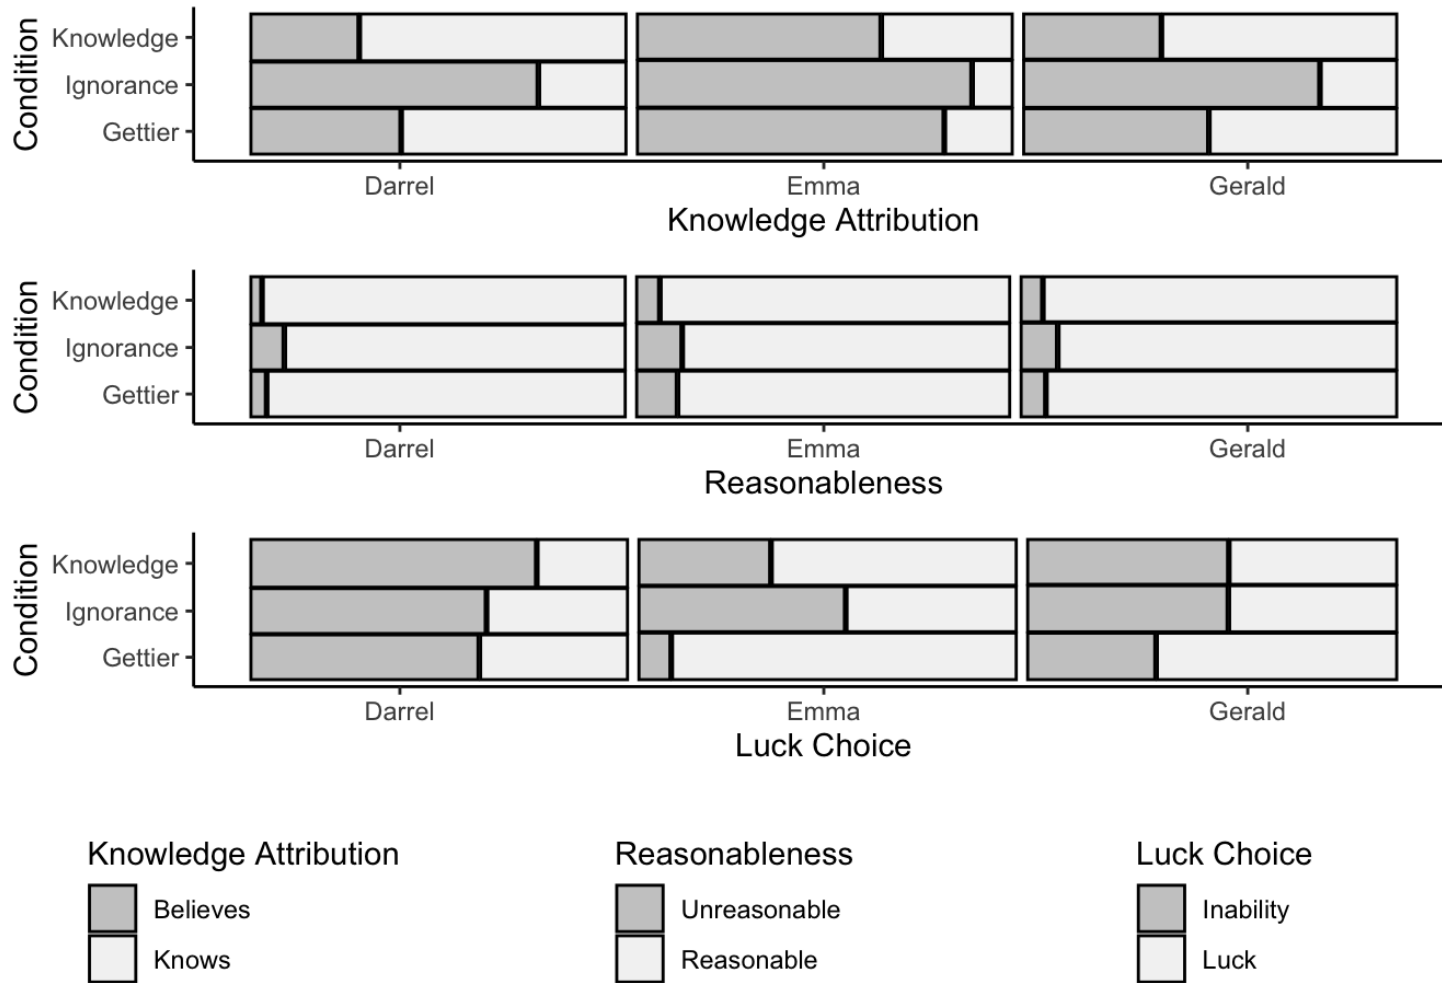 Condition
Knowledge
Ignorance
Gettier
Darrel Emma Gerald
Knowledge Attribution
Condition
Knowledge
Ignorance
Gettier
Darrel Emma Gerald
Reasonableness
Condition
Knowledge
Ignorance
Gettier
Darrel Emma Gerald
Luck Choice
Knowledge Attribution
Believes
Knows
Reasonableness
Unreasonable
Reasonable
Luck Choice
Inability
Luck